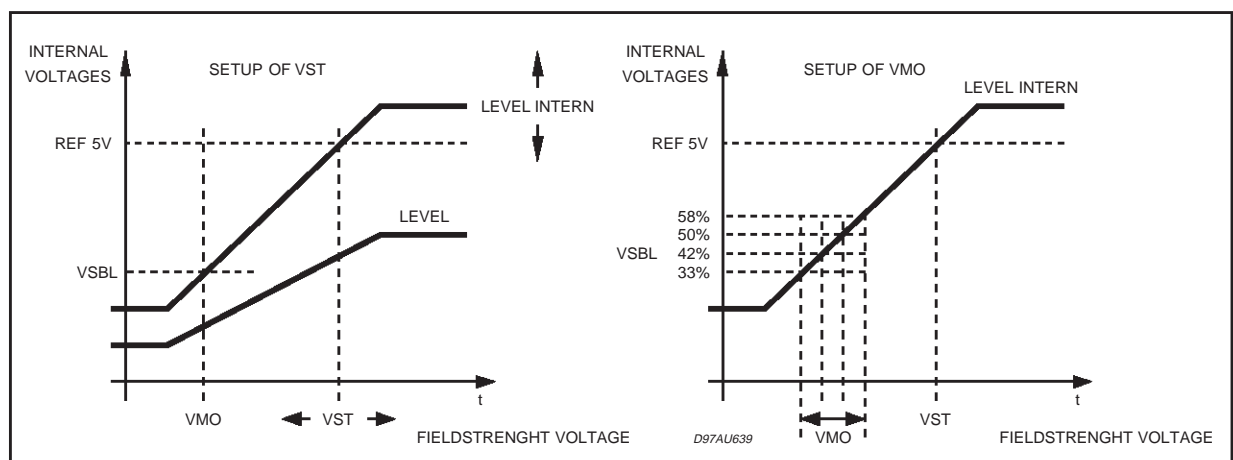 INTERNAL
VOLTAGES
SETUP OF VST
LEVEL INTERN
REF 5V
LEVEL
VSBL
t
VMO
VST
FIELDSTRENGHT VOLTAGE
INTERNAL
VOLTAGES
SETUP OF VMO
LEVEL INTERN
REF 5V
58%
50%
VSBL
42%
33%
t
D97AU639
VMO
VST
FIELDSTRENGHT VOLTAGE